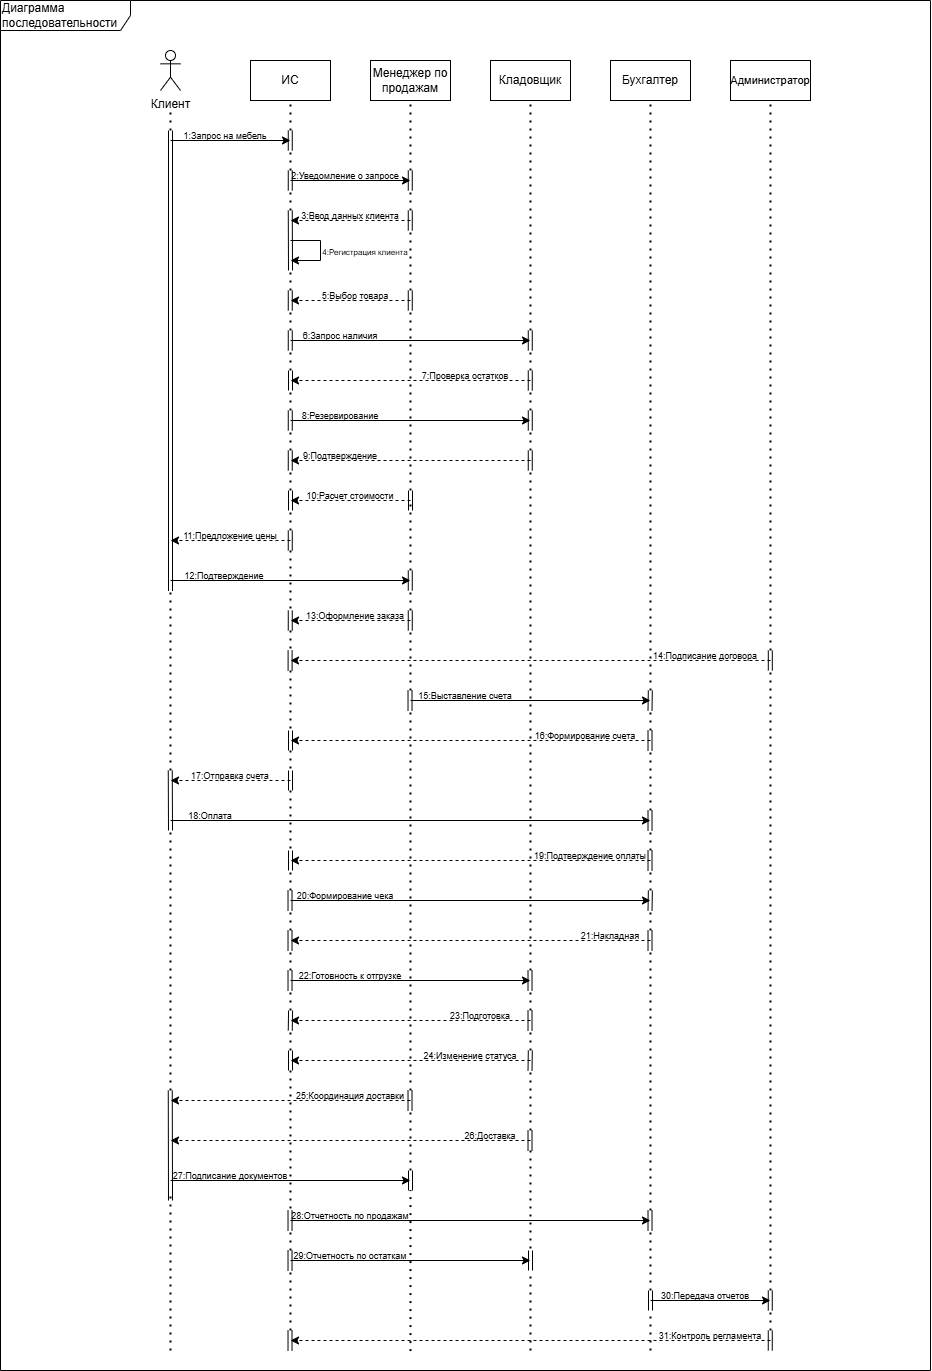 Диаграмма
последовательности
Клиент
ИС
Менеджер по
продажам
Кладовщик
Бухгалтер
Администратор
1:Запрос на мебель
2:Уведомление о запросе
3:Ввод данных клиента
4:Регистрация клиента
5:Выбор товара
6:Запрос наличия
7:Проверка остатков
8:Резервирование
9:Подтверждение
10:Расчет стоимости
11:Предложение цены
12:Подтверждение
13:Оформление заказа
14:Подписание договора
15:Выставление счета
16:Формирование счета
17:Отправка счета
18:Оплата
19:Подтверждение оплаты
20:Формирование чека
21:Накладная
22:Готовность к отгрузке
23:Подготовка
24:Изменение статуса
25:Координация доставки
26:Доставка
27:Подписание документов
28:Отчетность по продажам
29:Отчетность по остаткам
30:Передача отчетов
31:Контроль регламента